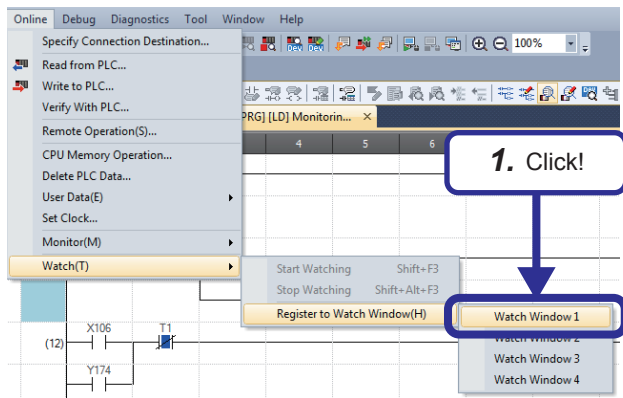 Online Debug Diagnostics Tool Window Help
Specify Connection Destination...
100%
Read from PLC...
Write to PLC...
Verify With PLC...
PRG] [LD] Monitorin... ×
Remote Operation(S)...
4 5 6
CPU Memory Operation...
1. Click!
Delete PLC Data...
User Data(E)
Set Clock...
Monitor(M)
Watch(T)
Start Watching Shift+F3
Stop Watching Shift+Alt+F3
Register to Watch Window(H)
Watch Window 1
Watch Window 2
Watch Window 3
Watch Window 4
X106 T1
(12)
Y174